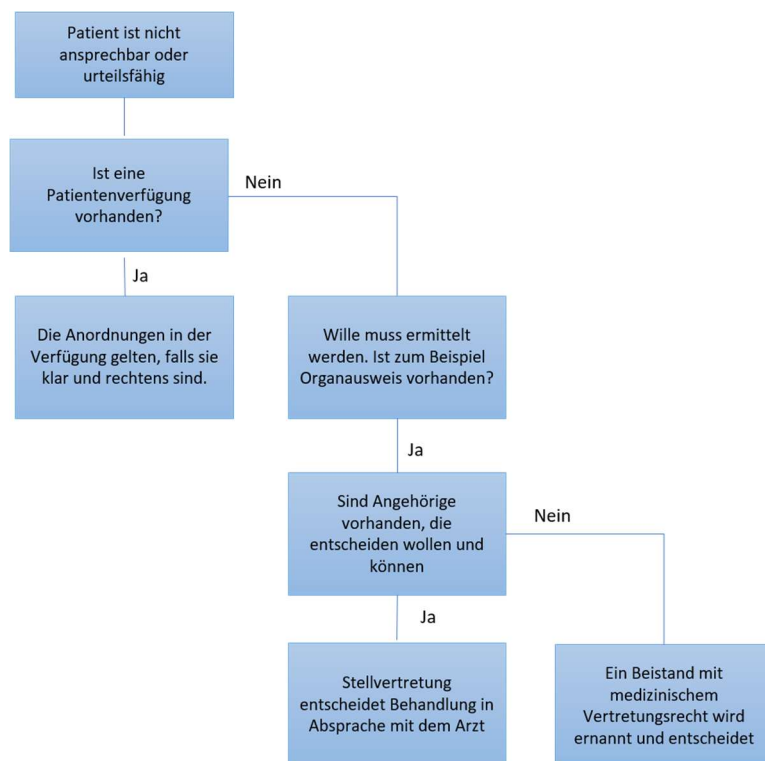 Patient ist nicht
ansprechbar oder
urteilsfähig
Ist eine
Patientenverfügung
vorhanden?
Nein
Ja
Die Anordnungen in der
Verfügung gelten, falls sie
klar und rechtens sind.
Wille muss ermittelt
werden. Ist zum Beispiel
Organausweis vorhanden?
Ja
Sind Angehörige
vorhanden, die
entscheiden wollen und
können
Nein
Ja
Stellvertretung
entscheidet Behandlung in
Absprache mit dem Arzt
Ein Beistand mit
medizinischem
Vertretungsrecht wird
ernannt und entscheidet